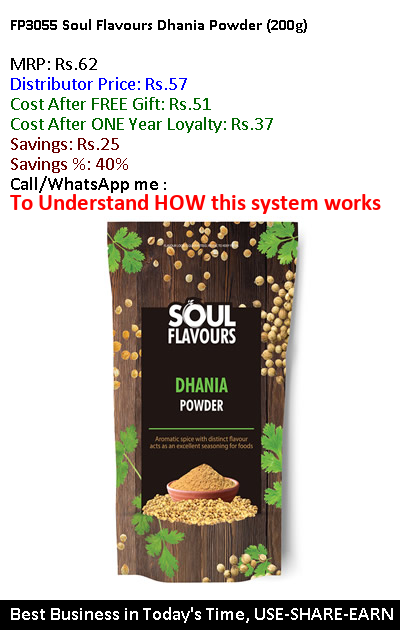 FP3055 Soul Flavours Dhania Powder (200g)
MRP: Rs.62
Distributor Price: Rs.57
Cost After FREE Gift: Rs.51
Cost After ONE Year Loyalty: Rs.37
Savings: Rs.25
Savings %: 40%
Call/WhatsApp me :
To Understand HOW this system works
SOUL
FLAVOURS
DHANIA
POWDER
Aromatic spice with distinct flavour
acts as an excellent seasoning for foods
Best Business in Today's Time, USE-SHARE-EARN